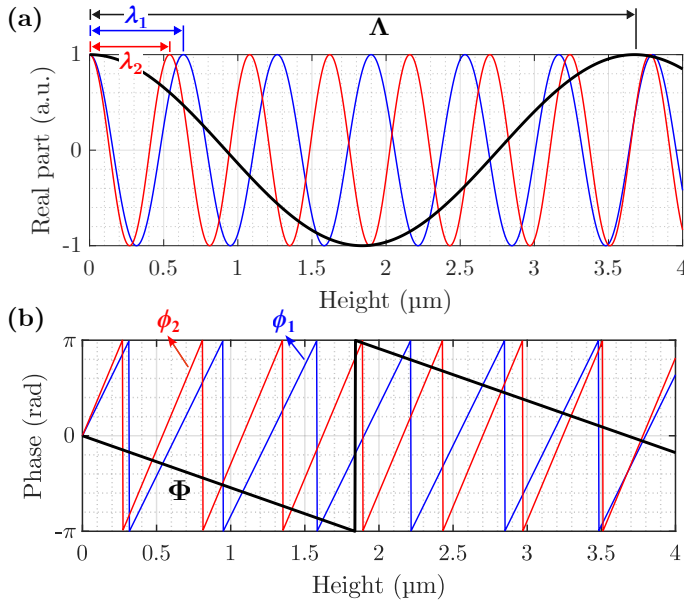 (a)
λ₁
Λ
λ₂
Real part (a.u.)
1
0
-1
0 0.5 1 1.5 2 2.5 3 3.5 4
Height (µm)
(b)
ϕ₂
ϕ₁
Phase (rad)
π
0
-π
Φ
0 0.5 1 1.5 2 2.5 3 3.5 4
Height (µm)